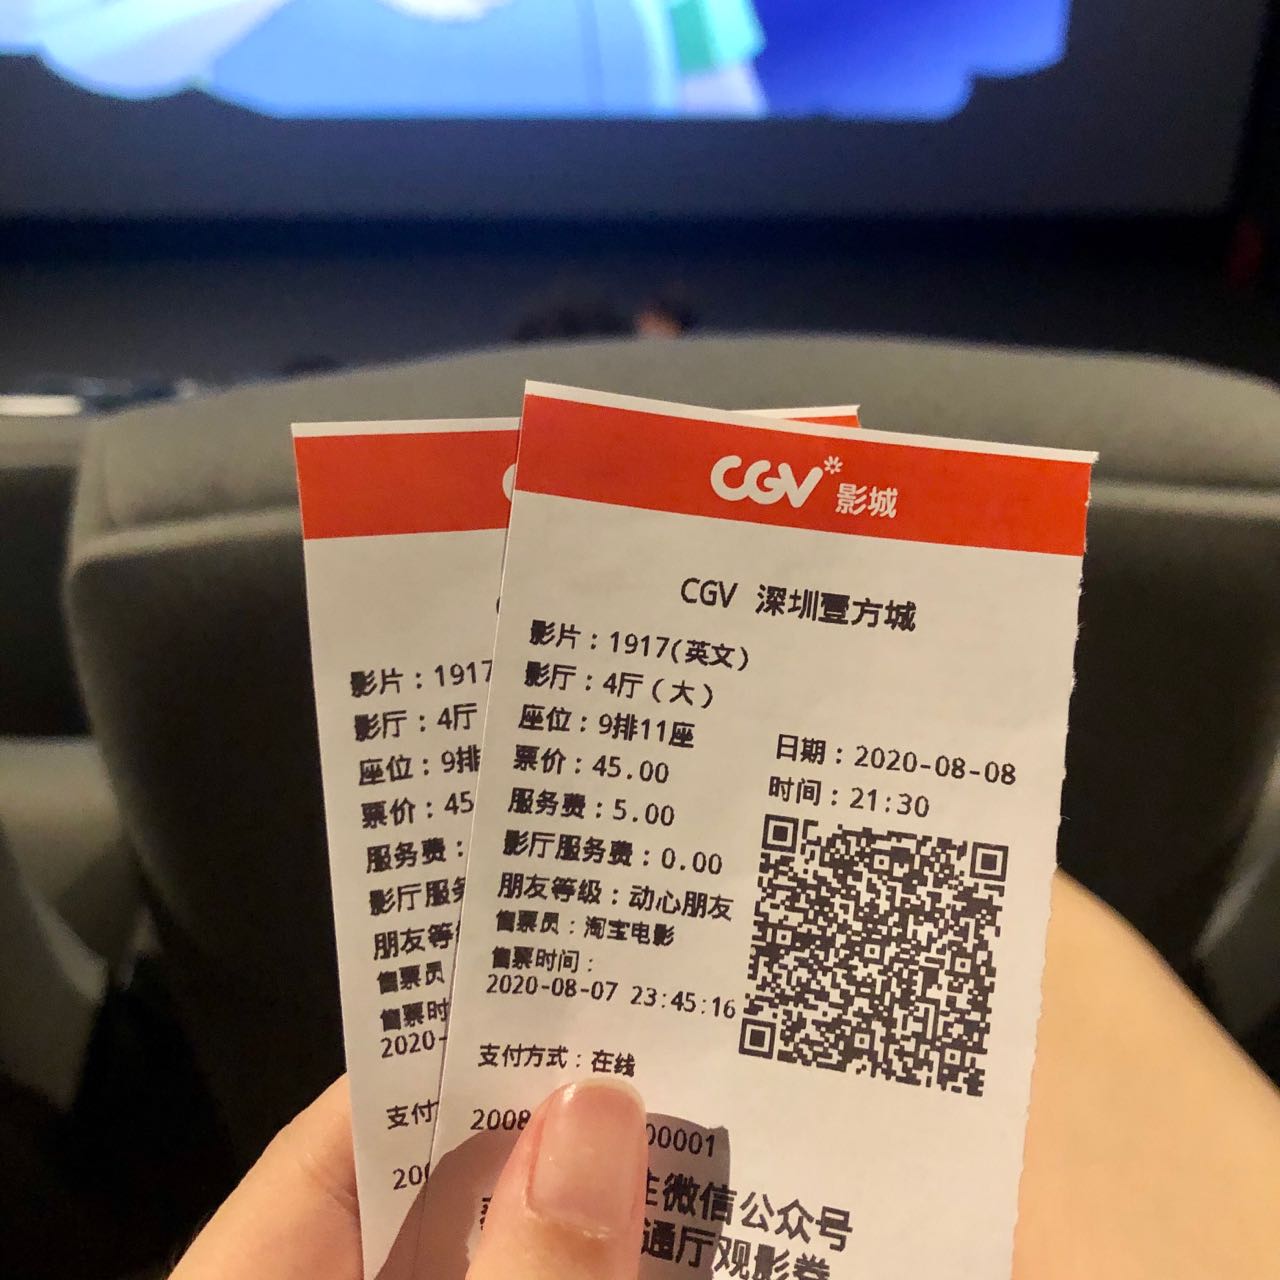 CGV 影城
CGV 深圳壹方城
影片：1917(英文)
影厅：4厅（大）
座位：9排11座
票价：45.00
服务费：5.00
影厅服务费：0.00
朋友等级：动心朋友
售票员：淘宝电影
售票时间：
2020-08-07 23:45:16
日期：2020-08-08
时间：21:30
支付方式：在线
2008 00001
微信公众号
通厅观影券
影片：1917
影厅：4厅
座位：9排
票价：45
服务费：
影厅服务
朋友等
售票员
售票时
2020-
支付
200